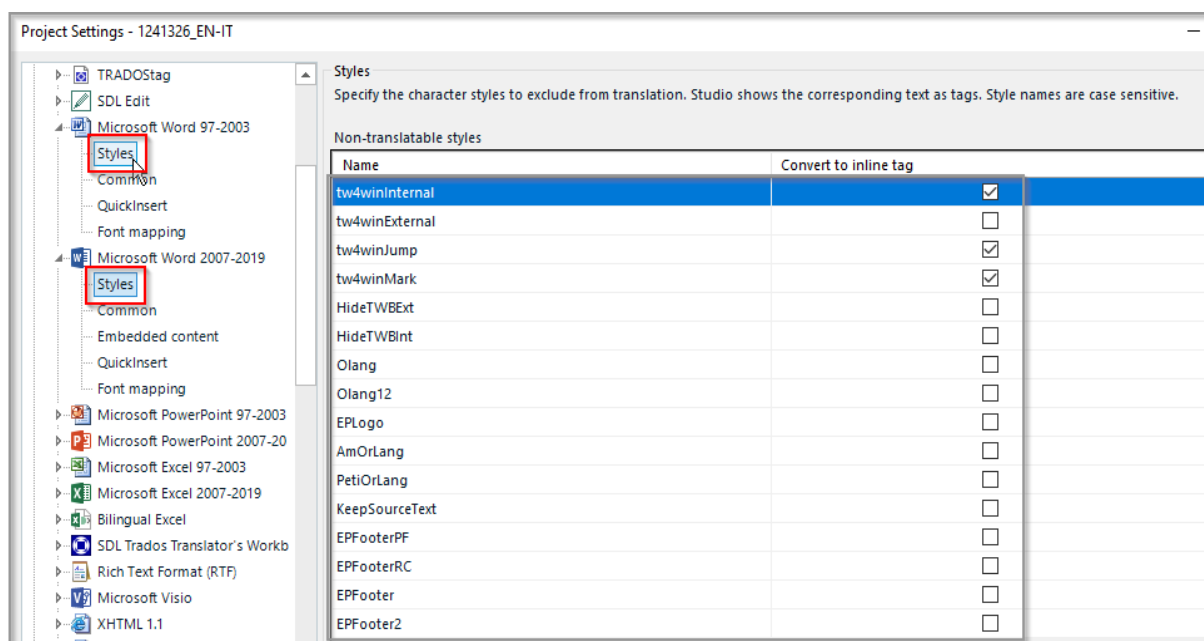 Project Settings - 1241326_EN-IT
TRADOStag
SDL Edit
Microsoft Word 97-2003
Styles
Common
QuickInsert
Font mapping
Microsoft Word 2007-2019
Styles
Common
Embedded content
QuickInsert
Font mapping
Microsoft PowerPoint 97-2003
Microsoft PowerPoint 2007-20
Microsoft Excel 97-2003
Microsoft Excel 2007-2019
Bilingual Excel
SDL Trados Translator's Workb
Rich Text Format (RTF)
Microsoft Visio
XHTML 1.1
Styles
Specify the character styles to exclude from translation. Studio shows the corresponding text as tags. Style names are case sensitive.
Non-translatable styles
Name Convert to inline tag
tw4winInternal
tw4winExternal
tw4winJump
tw4winMark
HideTWBExt
HideTWBInt
Olang
Olang12
EPLogo
AmOrLang
PetiOrLang
KeepSourceText
EPFooterPF
EPFooterRC
EPFooter
EPFooter2